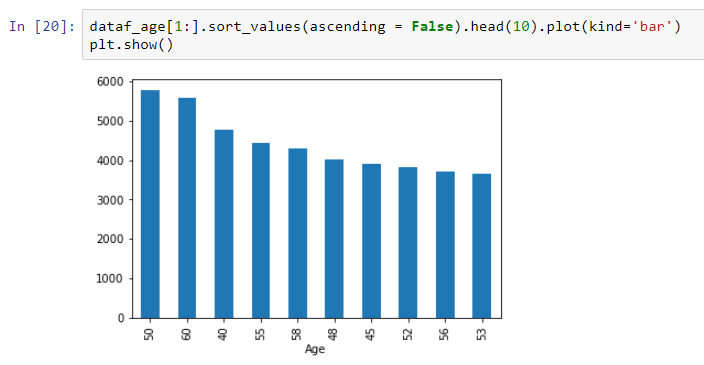 In [20]: dataf_age[1:].sort_values(ascending = False).head(10).plot(kind='bar')
plt.show()
6000
5000
4000
3000
2000
1000
0
50 60 40 55 58 48 45 52 56 53
Age